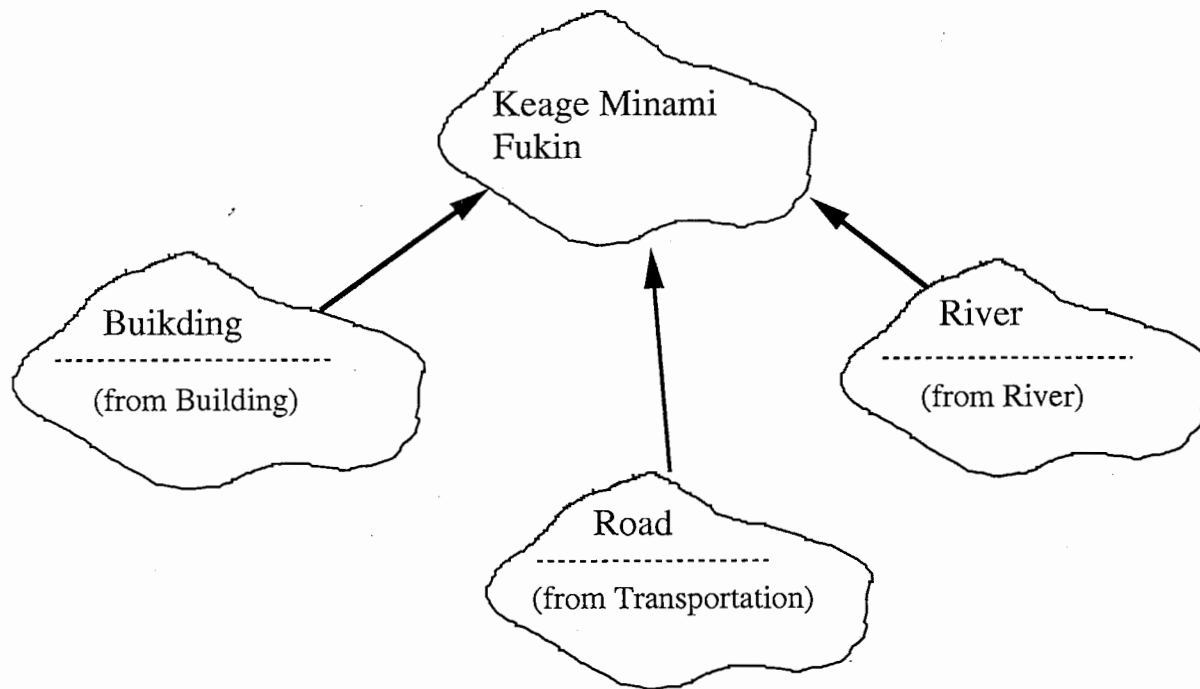 Keage Minami
Fukin
Buikding
(from Building)
River
(from River)
Road
(from Transportation)